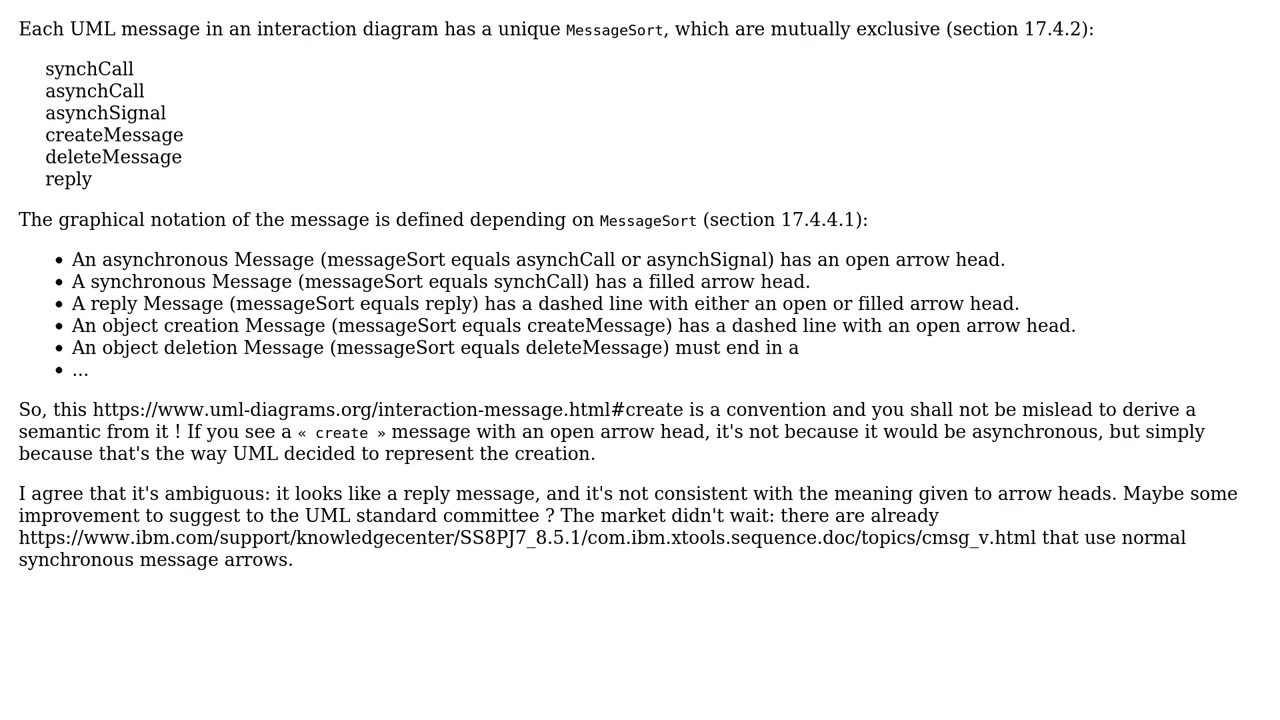 Each UML message in an interaction diagram has a unique MessageSort, which are mutually exclusive (section 17.4.2):
synchCall
asynchCall
asynchSignal
createMessage
deleteMessage
reply
The graphical notation of the message is defined depending on MessageSort (section 17.4.4.1):
• An asynchronous Message (messageSort equals asynchCall or asynchSignal) has an open arrow head.
• A synchronous Message (messageSort equals synchCall) has a filled arrow head.
• A reply Message (messageSort equals reply) has a dashed line with either an open or filled arrow head.
• An object creation Message (messageSort equals createMessage) has a dashed line with an open arrow head.
• An object deletion Message (messageSort equals deleteMessage) must end in a
• ...
So, this https://www.uml-diagrams.org/interaction-message.html#create is a convention and you shall not be mislead to derive a
semantic from it ! If you see a « create » message with an open arrow head, it's not because it would be asynchronous, but simply
because that's the way UML decided to represent the creation.
I agree that it's ambiguous: it looks like a reply message, and it's not consistent with the meaning given to arrow heads. Maybe some
improvement to suggest to the UML standard committee ? The market didn't wait: there are already
https://www.ibm.com/support/knowledgecenter/SS8PJ7_8.5.1/com.ibm.xtools.sequence.doc/topics/cmsg_v.html that use normal
synchronous message arrows.